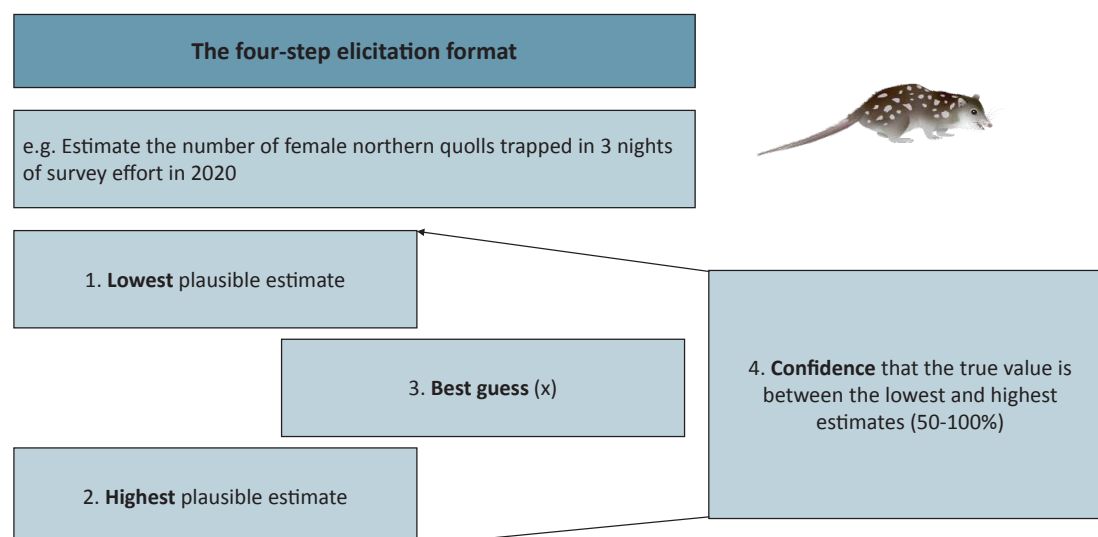 The four-step elicitation format
e.g. Estimate the number of female northern quolls trapped in 3 nights
of survey effort in 2020
1. Lowest plausible estimate
3. Best guess (x)
2. Highest plausible estimate
4. Confidence that the true value is
between the lowest and highest
estimates (50-100%)